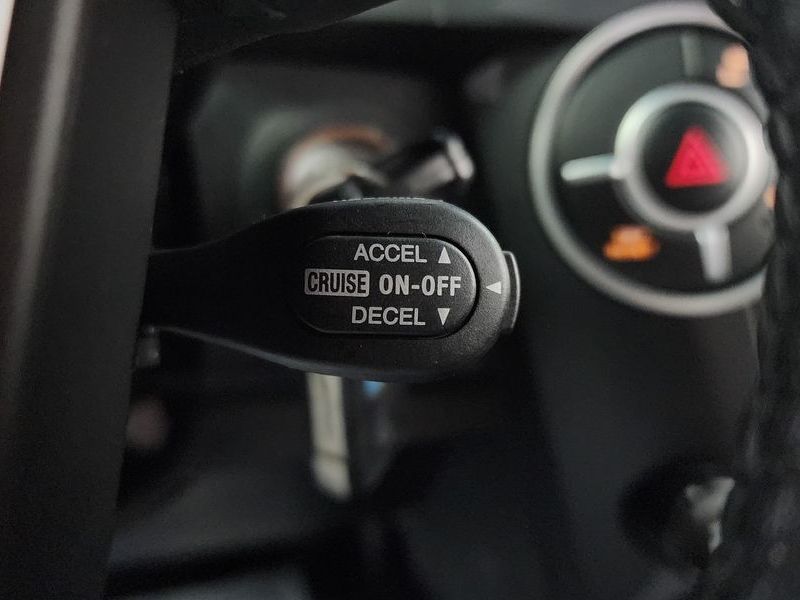 ACCEL ▲
CRUISE ON-OFF ◀
DECEL ▼